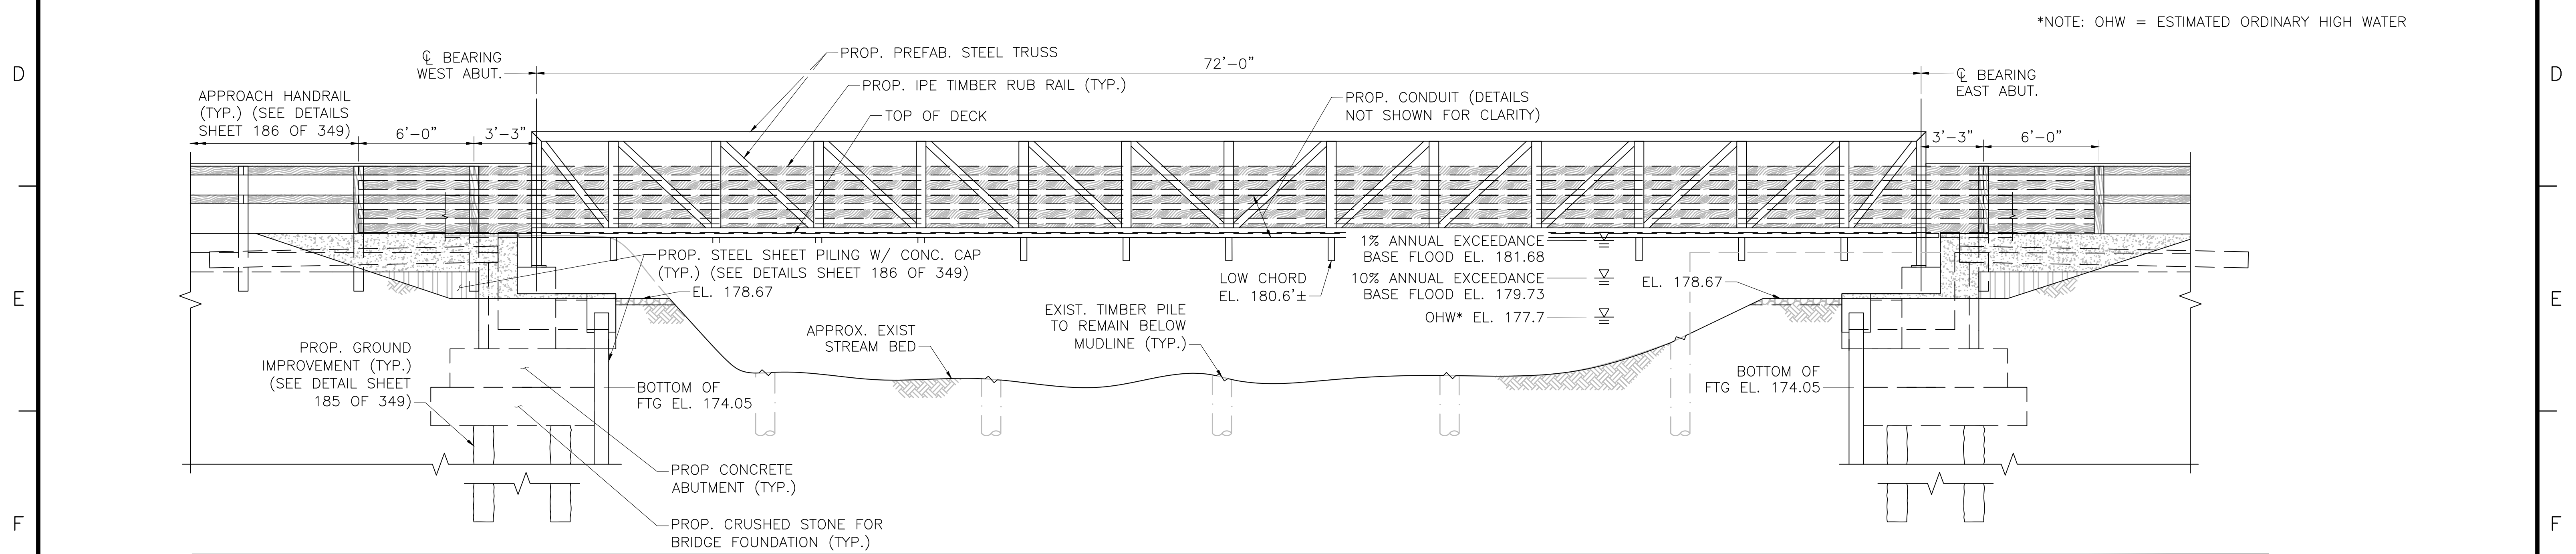 *NOTE: OHW = ESTIMATED ORDINARY HIGH WATER
D
D
℄ BEARING
WEST ABUT.
PROP. PREFAB. STEEL TRUSS
72'-0"
℄ BEARING
EAST ABUT.
APPROACH HANDRAIL
(TYP.) (SEE DETAILS
SHEET 186 OF 349)
6'-0"
3'-3"
PROP. IPE TIMBER RUB RAIL (TYP.)
TOP OF DECK
PROP. CONDUIT (DETAILS
NOT SHOWN FOR CLARITY)
3'-3"
6'-0"
PROP. STEEL SHEET PILING W/ CONC. CAP
(TYP.) (SEE DETAILS SHEET 186 OF 349)
EL. 178.67
LOW CHORD
EL. 180.6'±
1% ANNUAL EXCEEDANCE
BASE FLOOD EL. 181.68
10% ANNUAL EXCEEDANCE
BASE FLOOD EL. 179.73
OHW* EL. 177.7
EL. 178.67
E
E
PROP. GROUND
IMPROVEMENT (TYP.)
(SEE DETAIL SHEET
185 OF 349)
APPROX. EXIST
STREAM BED
EXIST. TIMBER PILE
TO REMAIN BELOW
MUDLINE (TYP.)
BOTTOM OF
FTG EL. 174.05
BOTTOM OF
FTG EL. 174.05
PROP CONCRETE
ABUTMENT (TYP.)
PROP. CRUSHED STONE FOR
BRIDGE FOUNDATION (TYP.)
F
F